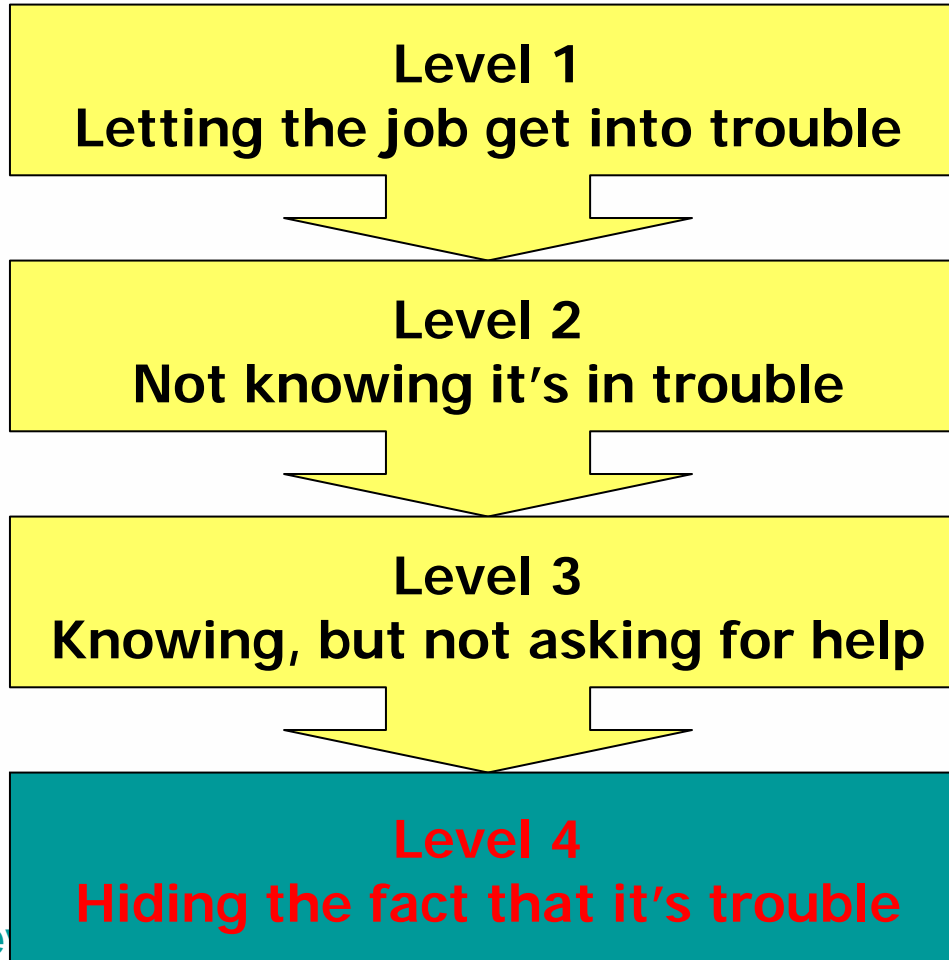 Level 1
Letting the job get into trouble
Level 2
Not knowing it's in trouble
Level 3
Knowing, but not asking for help
Level 4
Hiding the fact that it's trouble